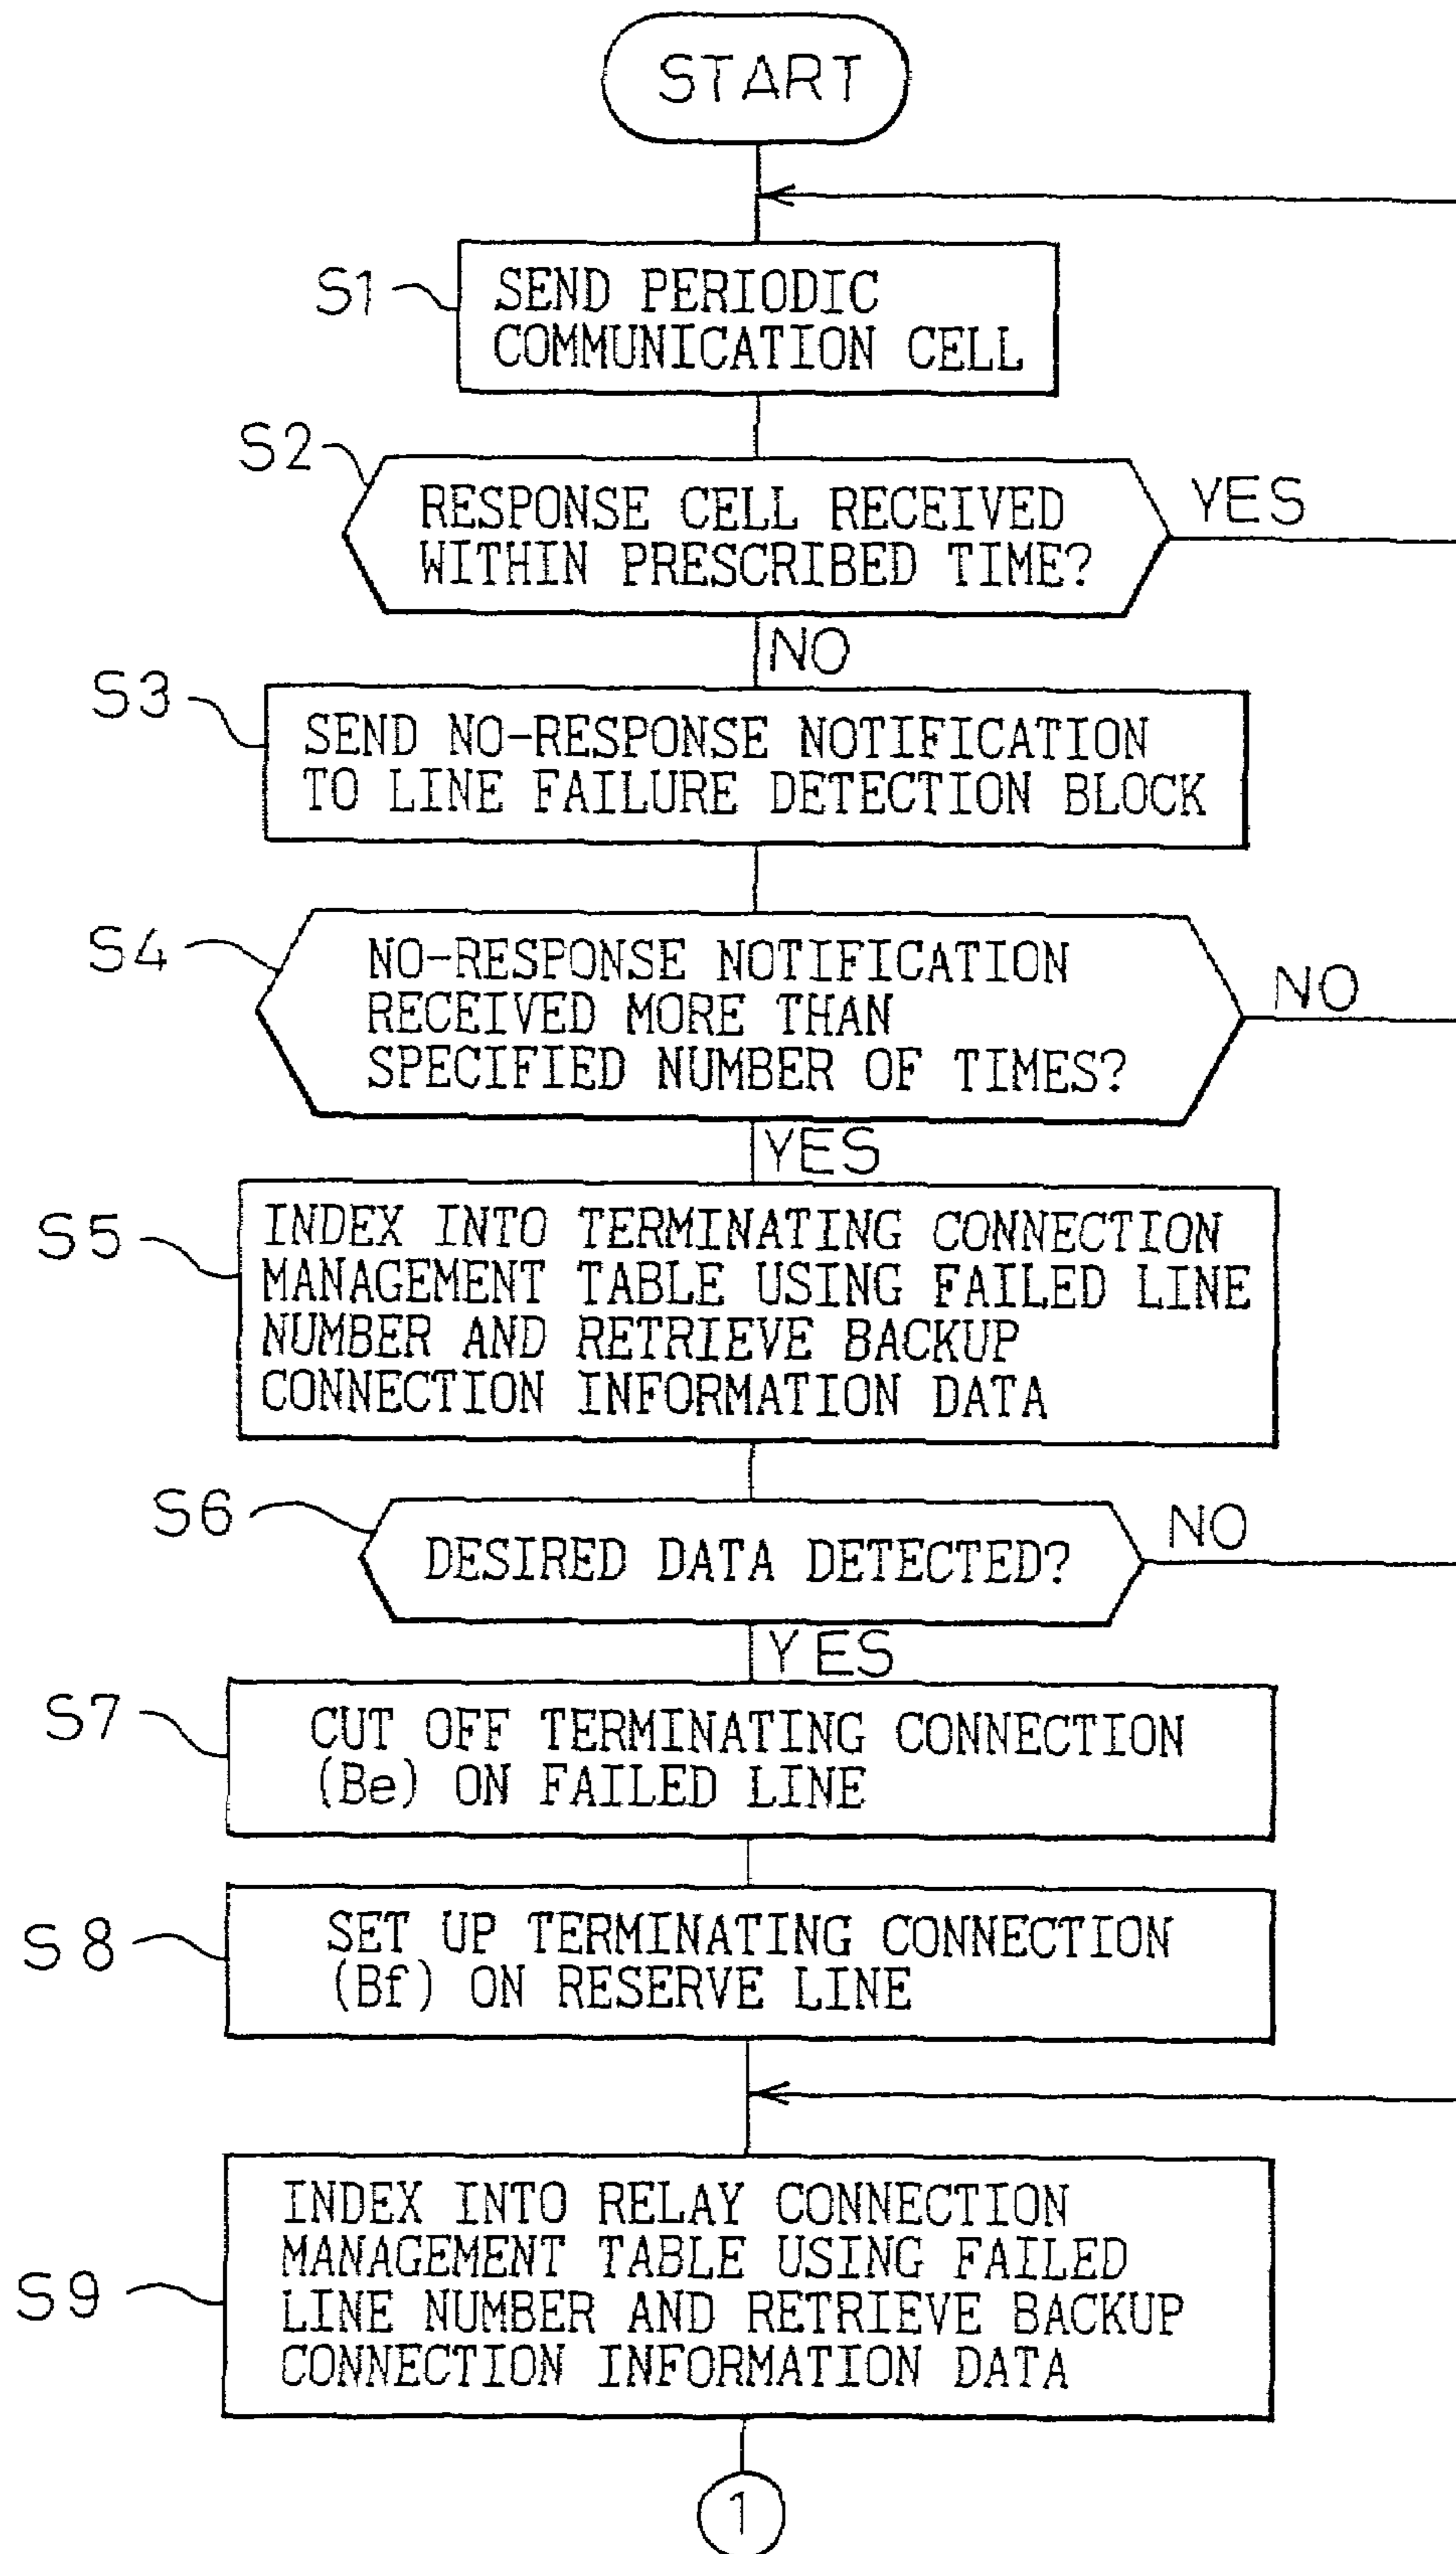 START
S1
SEND PERIODIC
COMMUNICATION CELL
S2
RESPONSE CELL RECEIVED
WITHIN PRESCRIBED TIME?
YES
NO
S3
SEND NO-RESPONSE NOTIFICATION
TO LINE FAILURE DETECTION BLOCK
S4
NO-RESPONSE NOTIFICATION
RECEIVED MORE THAN
SPECIFIED NUMBER OF TIMES?
NO
YES
S5
INDEX INTO TERMINATING CONNECTION
MANAGEMENT TABLE USING FAILED LINE
NUMBER AND RETRIEVE BACKUP
CONNECTION INFORMATION DATA
S6
DESIRED DATA DETECTED?
NO
YES
S7
CUT OFF TERMINATING CONNECTION
(Be) ON FAILED LINE
S8
SET UP TERMINATING CONNECTION
(Bf) ON RESERVE LINE
S9
INDEX INTO RELAY CONNECTION
MANAGEMENT TABLE USING FAILED
LINE NUMBER AND RETRIEVE BACKUP
CONNECTION INFORMATION DATA
1